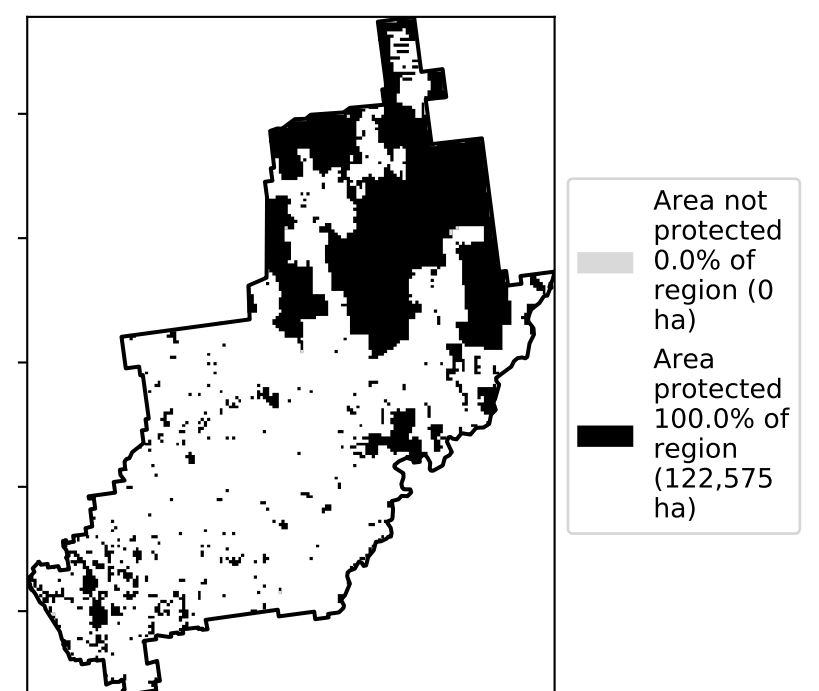 Area not
protected
0.0% of
region (0
ha)
Area
protected
100.0% of
region
(122,575
ha)